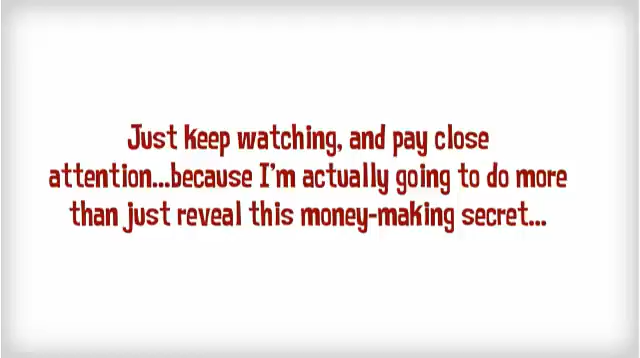 Just keep watching, and pay close
attention...because I'm actually going to do more
than just reveal this money-making secret...